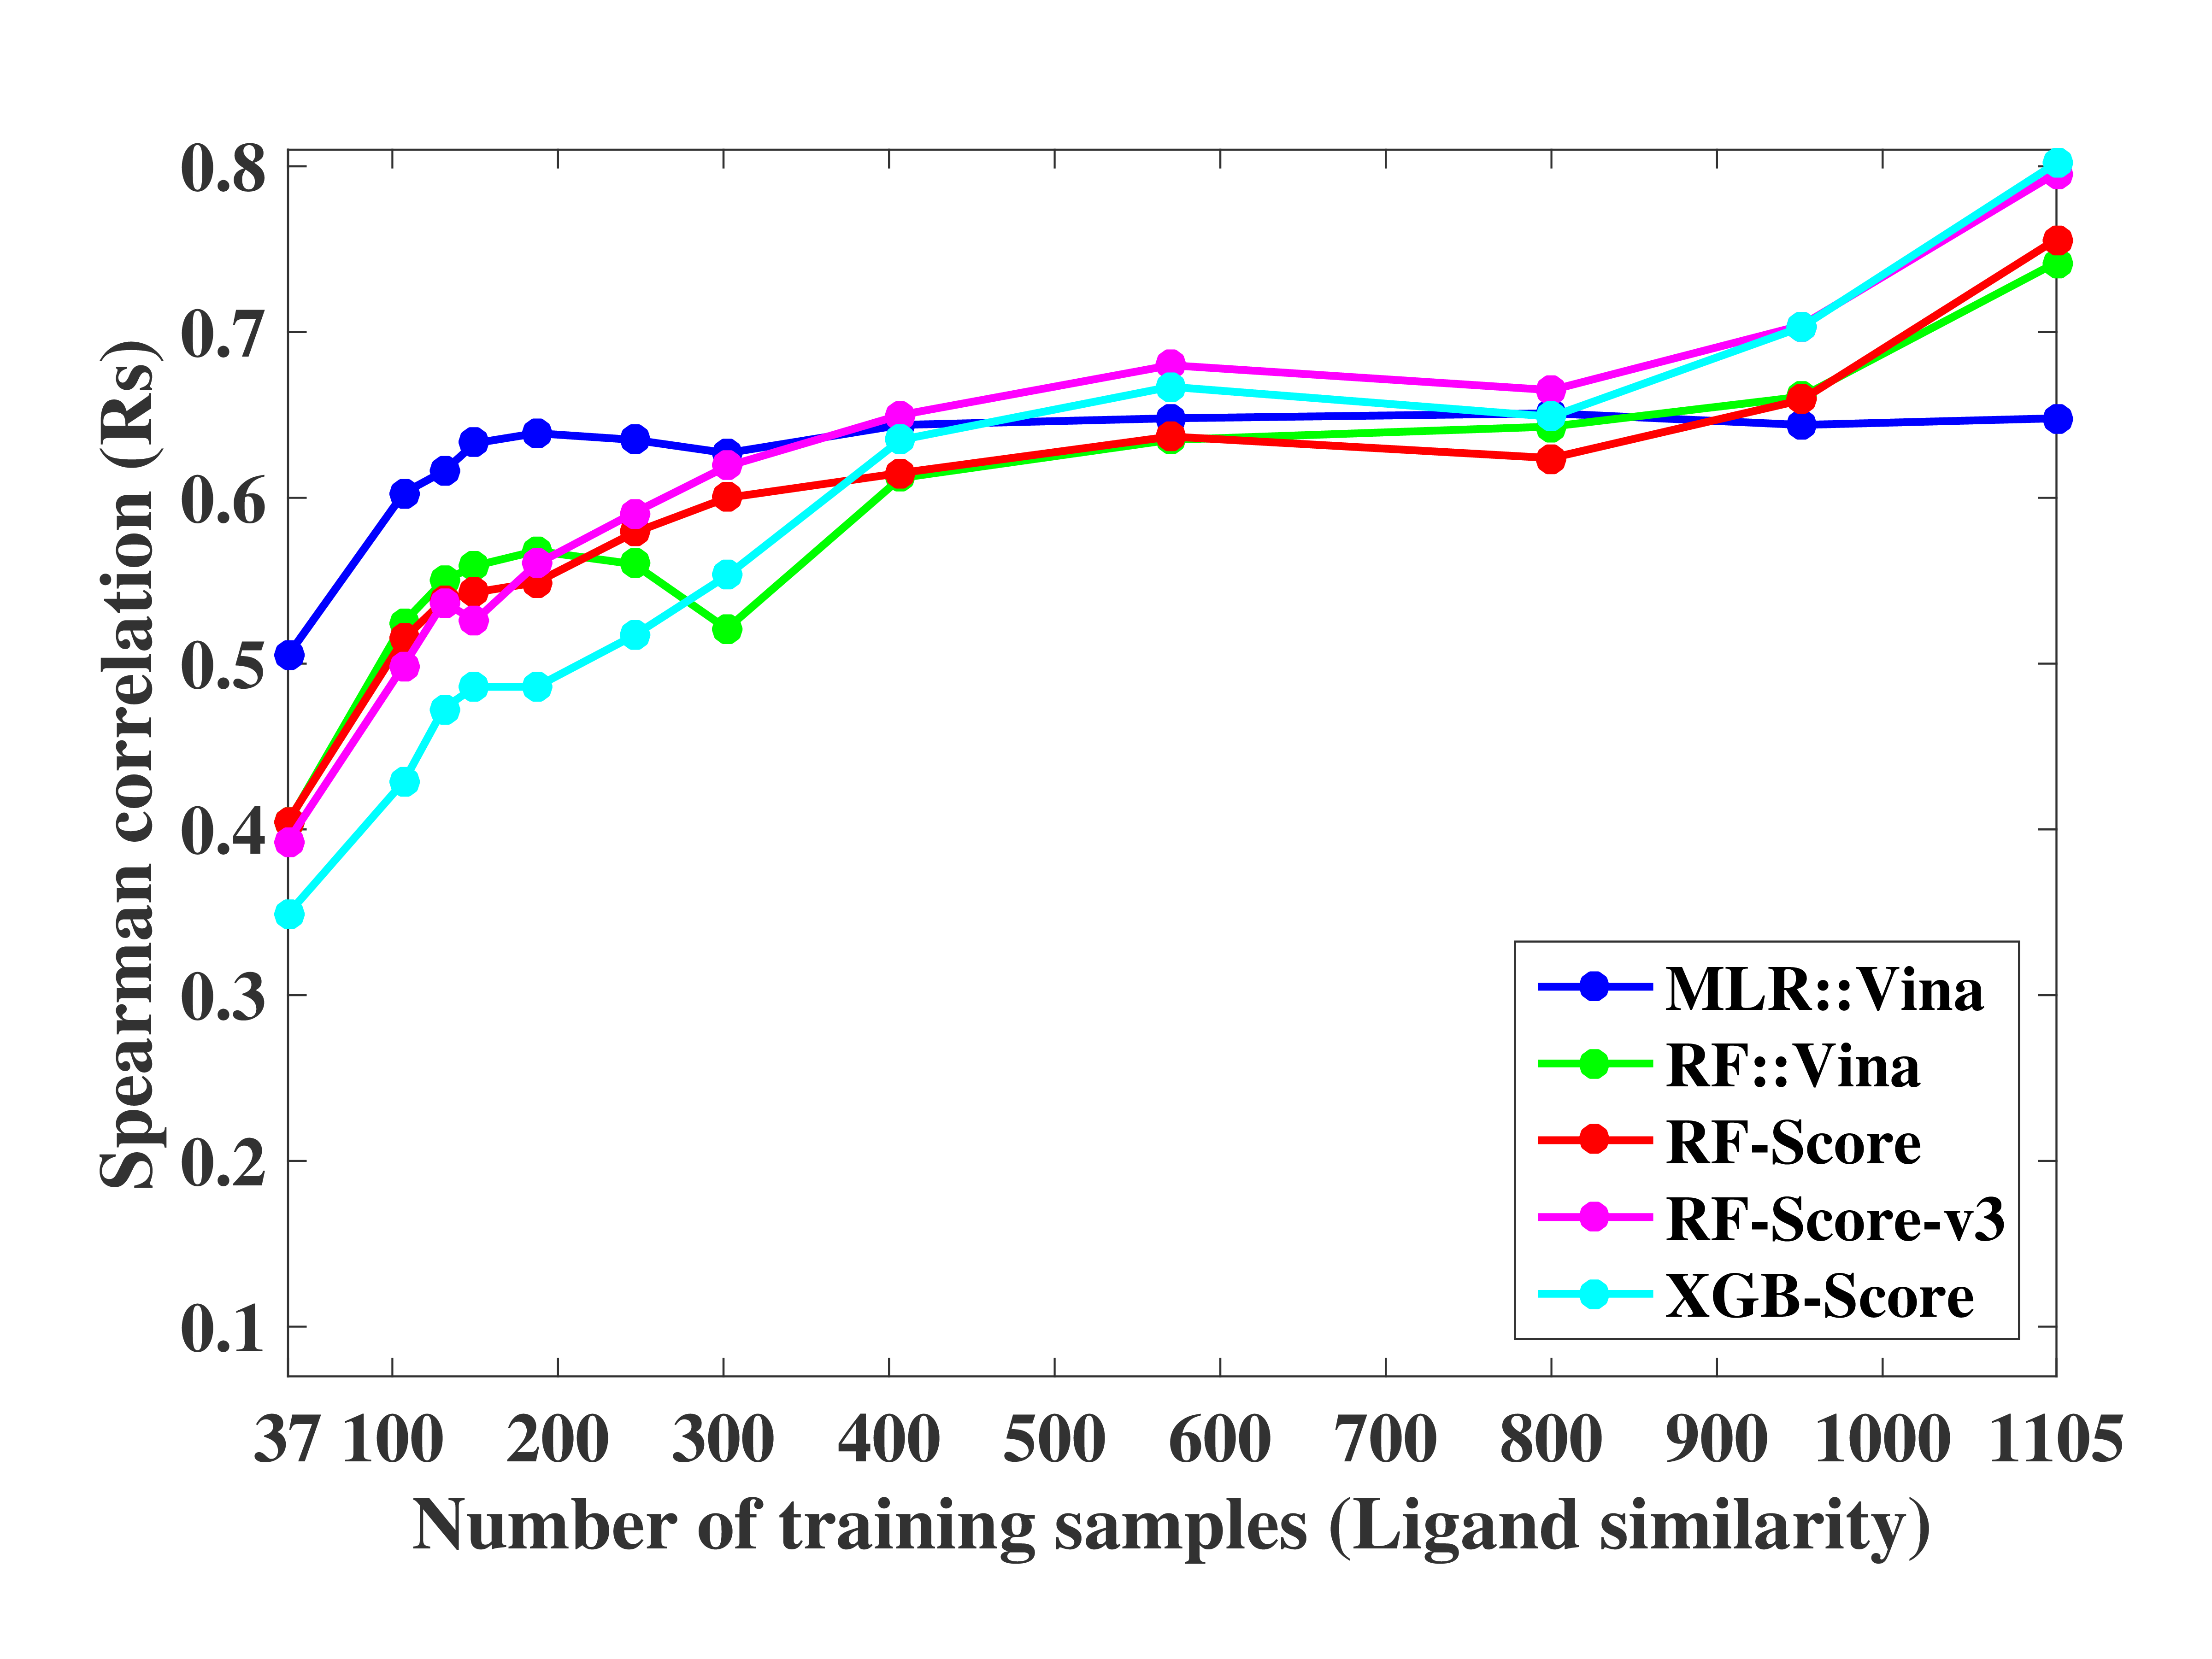 0.8
0.7
0.6
0.5
0.4
0.3
0.2
0.1
Spearman correlation (Rs)
MLR::Vina
RF::Vina
RF-Score
RF-Score-v3
XGB-Score
37 100 200 300 400 500 600 700 800 900 1000 1105
Number of training samples (Ligand similarity)